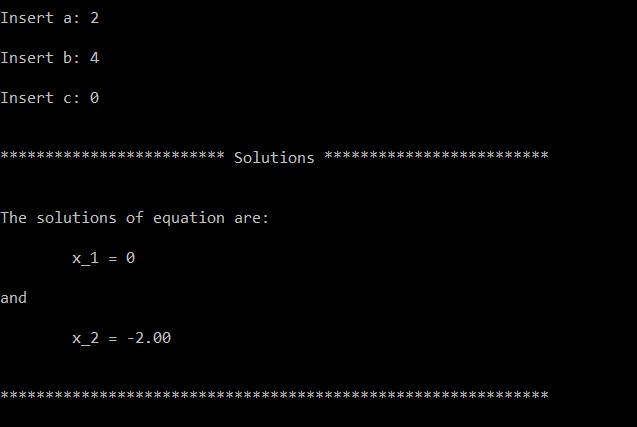 Insert a: 2
Insert b: 4
Insert c: 0
************************* Solutions *************************
The solutions of equation are:
x_1 = 0
and
x_2 = -2.00
*************************************************************